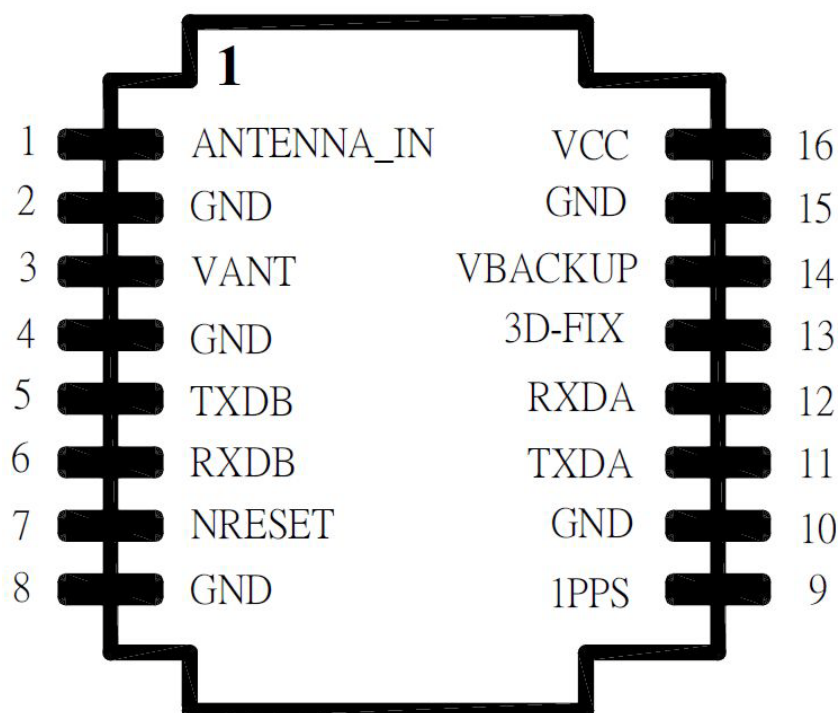 1
1 ANTENNA_IN VCC 16
2 GND GND 15
3 VANT VBACKUP 14
4 GND 3D-FIX 13
5 TXDB RXDA 12
6 RXDB TXDA 11
7 NRESET GND 10
8 GND 1PPS 9